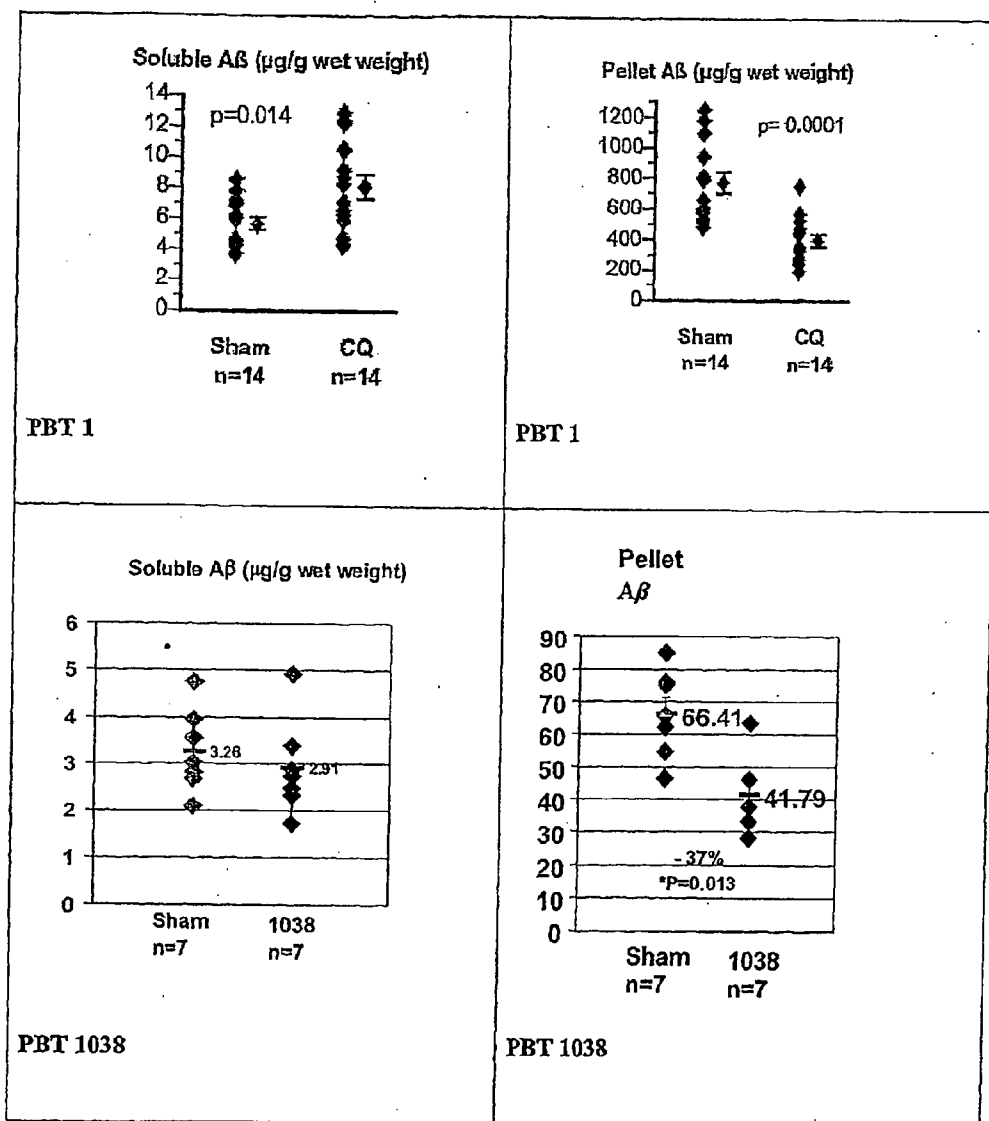 Soluble Aß (µg/g wet weight)
14
12
10
8
6
4
2
0
p=0.014
Sham
n=14
CQ
n=14
PBT 1
Pellet Aß (µg/g wet weight)
1200
1000
800
600
400
200
0
p= 0.0001
Sham
n=14
CQ
n=14
PBT 1
Soluble Aβ (µg/g wet weight)
6
5
4
3
2
1
0
3.26
2.91
Sham
n=7
1038
n=7
PBT 1038
Pellet
Aβ
90
80
70
60
50
40
30
20
10
0
66.41
41.79
-37%
*P=0.013
Sham
n=7
1038
n=7
PBT 1038